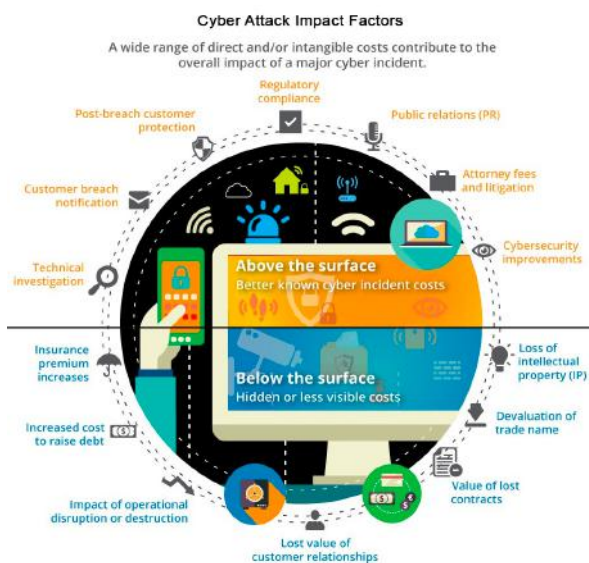 Cyber Attack Impact Factors
A wide range of direct and/or intangible costs contribute to the
overall impact of a major cyber incident.
Regulatory
compliance
Post-breach customer
protection
Public relations (PR)
Customer breach
notification
Attorney fees
and litigation
Technical
investigation
Cybersecurity
improvements
Above the surface
Better known cyber incident costs
Insurance
premium
increases
Below the surface
Hidden or less visible costs
Loss of
intellectual
property (IP)
Increased cost
to raise debt
Devaluation of
trade name
Impact of operational
disruption or destruction
Value of lost
contracts
Lost value of
customer relationships